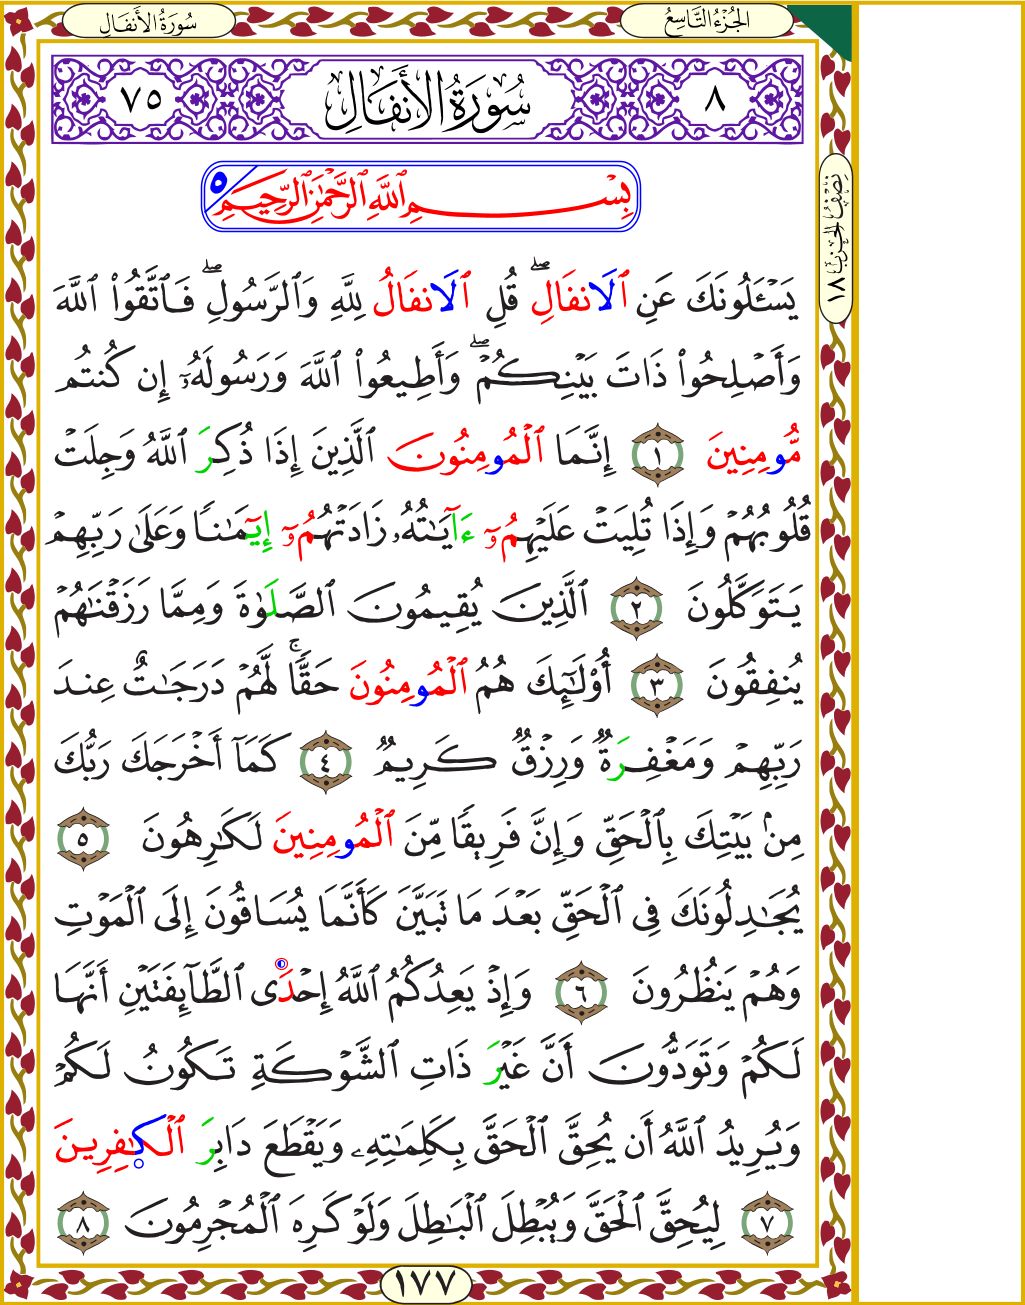 سُورَةُ الأَنفَالِ
الجُزْءُ التَّاسِعُ
٧٥ سُورَةُ الأَنفَالِ ٨
بِسْمِ ٱللَّهِ ٱلرَّحْمَٰنِ ٱلرَّحِيمِ ٥
نِصْفُ الحِزْبِ ١٨
يَسْـَٔلُونَكَ عَنِ ٱلَانفَالِۖ قُلِ ٱلَانفَالُ لِلَّهِ وَٱلرَّسُولِۖ فَٱتَّقُواْ ٱللَّهَ
وَأَصْلِحُواْ ذَاتَ بَيْنِكُمْۖ وَأَطِيعُواْ ٱللَّهَ وَرَسُولَهُۥٓ إِن كُنتُم
مُّومِنِينَ ١ إِنَّمَا ٱلْمُومِنُونَ ٱلَّذِينَ إِذَا ذُكِرَ ٱللَّهُ وَجِلَتْ
قُلُوبُهُمْ وَإِذَا تُلِيَتْ عَلَيْهِمُۥٓ ءَايَٰتُهُۥ زَادَتْهُمُۥٓ إِيمَٰنًا وَعَلَىٰ رَبِّهِمْ
يَتَوَكَّلُونَ ٢ ٱلَّذِينَ يُقِيمُونَ ٱلصَّلَوٰةَ وَمِمَّا رَزَقْنَٰهُمْ
يُنفِقُونَ ٣ أُوْلَٰٓئِكَ هُمُ ٱلْمُومِنُونَ حَقًّاۚ لَّهُمْ دَرَجَٰتٌ عِندَ
رَبِّهِمْ وَمَغْفِرَةٌ وَرِزْقٌ كَرِيمٌ ٤ كَمَآ أَخْرَجَكَ رَبُّكَ
مِنۢ بَيْتِكَ بِٱلْحَقِّ وَإِنَّ فَرِيقًا مِّنَ ٱلْمُومِنِينَ لَكَٰرِهُونَ ٥
يُجَٰدِلُونَكَ فِى ٱلْحَقِّ بَعْدَ مَا تَبَيَّنَ كَأَنَّمَا يُسَاقُونَ إِلَى ٱلْمَوْتِ
وَهُمْ يَنظُرُونَ ٦ وَإِذْ يَعِدُكُمُ ٱللَّهُ إِحْدَى ٱلطَّآئِفَتَيْنِ أَنَّهَا
لَكُمْ وَتَوَدُّونَ أَنَّ غَيْرَ ذَاتِ ٱلشَّوْكَةِ تَكُونُ لَكُمْ
وَيُرِيدُ ٱللَّهُ أَن يُحِقَّ ٱلْحَقَّ بِكَلِمَٰتِهِۦ وَيَقْطَعَ دَابِرَ ٱلْكَٰفِرِينَ
٧ لِيُحِقَّ ٱلْحَقَّ وَيُبْطِلَ ٱلْبَٰطِلَ وَلَوْ كَرِهَ ٱلْمُجْرِمُونَ ٨
١٧٧